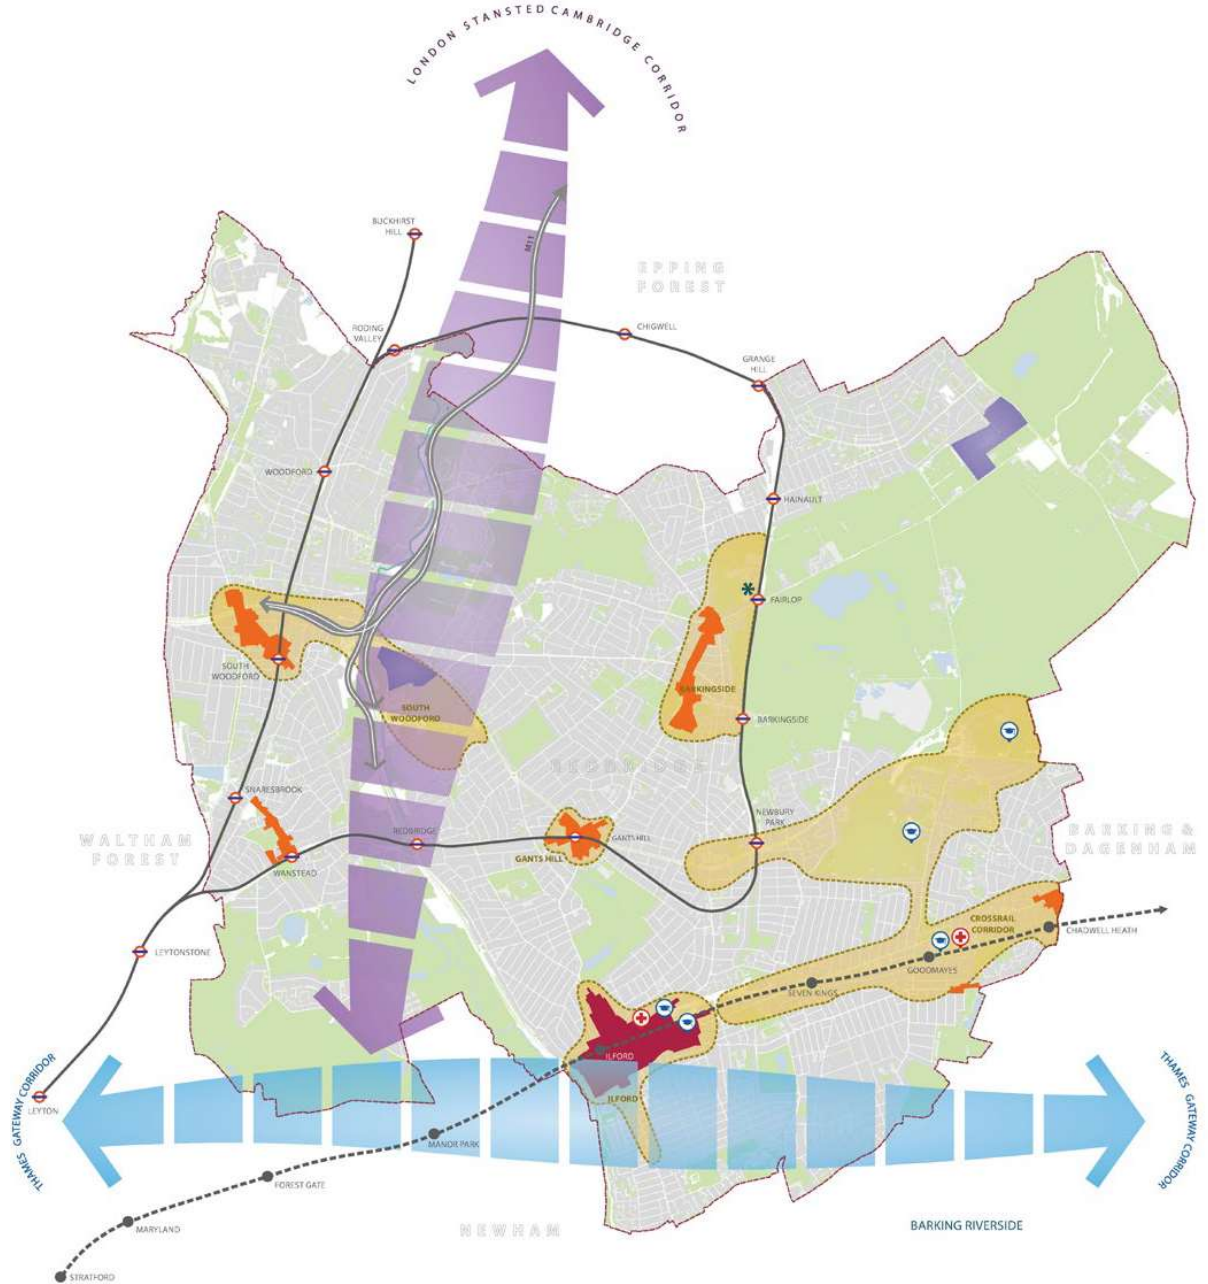 LONDON STANSTED CAMBRIDGE CORRIDOR
BUCKHIRST
HILL
M11
EPPING
FOREST
RODING
VALLEY
CHIGWELL
GRANGE
HILL
WOODFORD
HAINAULT
FAIRLOP
SOUTH
WOODFORD
BARKINGSIDE
SOUTH
WOODFORD
BARKINGSIDE
REDBRIDGE
SNARESBROOK
NEWBURY
PARK
WALTHAM
FOREST
REDBRIDGE
GANTS HILL
BARKING &
DAGENHAM
GANTS HILL
WANSTEAD
CROSSRAIL
CORRIDOR
CHADWELL HEATH
LEYTONSTONE
GOODMAYES
SEVEN KINGS
ILFORD
THAMES GATEWAY CORRIDOR
THAMES GATEWAY CORRIDOR
LEYTON
ILFORD
MANOR PARK
FOREST GATE
MARYLAND
NEWHAM
BARKING RIVERSIDE
STRATFORD